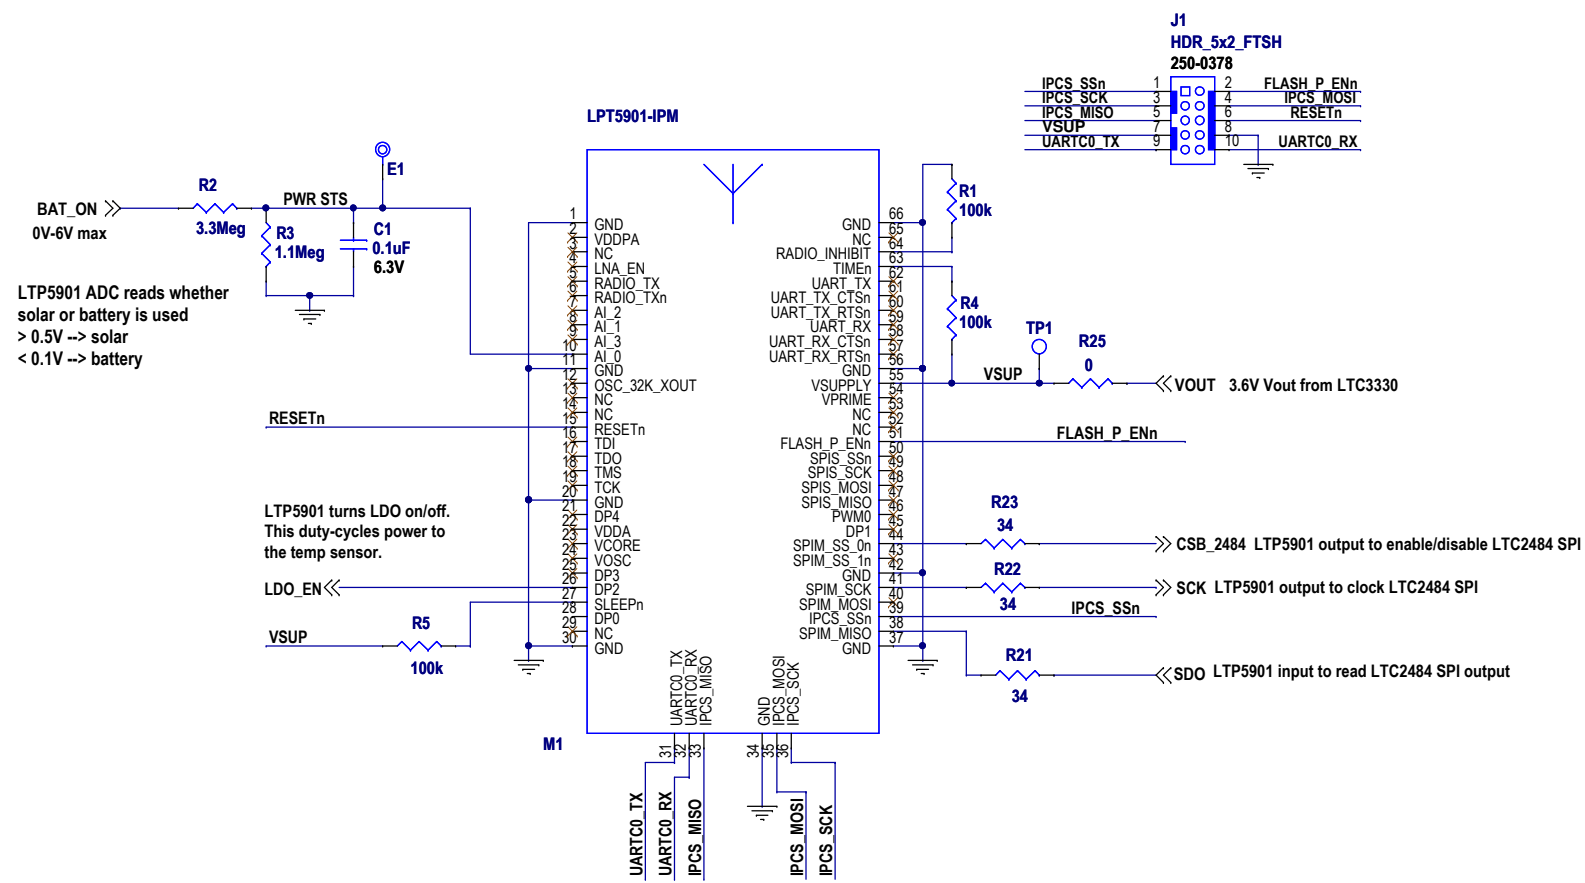 J1
HDR_5x2_FTSH
250-0378
IPCS_SSn 1 2 FLASH_P_ENn
IPCS_SCK 3 4 IPCS_MOSI
IPCS_MISO 5 6 RESETn
VSUP 7 8
UARTC0_TX 9 10 UARTC0_RX
LPT5901-IPM
E1
R2
3.3Meg
BAT_ON
0V-6V max
PWR STS
R3
1.1Meg
C1
0.1uF
6.3V
LTP5901 ADC reads whether
solar or battery is used
> 0.5V --> solar
< 0.1V --> battery
RESETn
LTP5901 turns LDO on/off.
This duty-cycles power to
the temp sensor.
LDO_EN
VSUP
R5
100k
1 GND
2 VDDPA
3 NC
4 LNA_EN
5 RADIO_TX
6 RADIO_TXn
7 AI_2
8 AI_1
9 AI_3
10 AI_0
11 GND
12 OSC_32K_XOUT
13 NC
14 NC
15 RESETn
16 TDI
17 TDO
18 TMS
19 TCK
20 GND
21 DP4
22 VDDA
23 VCORE
24 VOSC
25 DP3
26 DP2
27 SLEEPn
28 DP0
29 NC
30 GND
66 GND
65 NC
64 RADIO_INHIBIT
63 TIMEn
62 UART_TX
61 UART_TX_CTSn
60 UART_TX_RTSn
59 UART_RX
58 UART_RX_CTSn
57 UART_RX_RTSn
56 GND
55 VSUPPLY
54 VPRIME
53 NC
52 NC
51 FLASH_P_ENn
50 SPIS_SSn
49 SPIS_SCK
48 SPIS_MOSI
47 SPIS_MISO
46 PWM0
45 DP1
44 SPIM_SS_0n
43 SPIM_SS_1n
42 GND
41 SPIM_SCK
40 SPIM_MOSI
39 IPCS_SSn
38 SPIM_MISO
37 GND
R1
100k
R4
100k
TP1
VSUP
R25
0
VOUT 3.6V Vout from LTC3330
FLASH_P_ENn
R23
34
CSB_2484 LTP5901 output to enable/disable LTC2484 SPI
R22
34
SCK LTP5901 output to clock LTC2484 SPI
IPCS_SSn
R21
34
SDO LTP5901 input to read LTC2484 SPI output
UARTC0_TX
UARTC0_RX
IPCS_MISO
GND
IPCS_MOSI
IPCS_SCK
M1
31
32
33
34
35
36
UARTC0_TX
UARTC0_RX
IPCS_MISO
IPCS_MOSI
IPCS_SCK